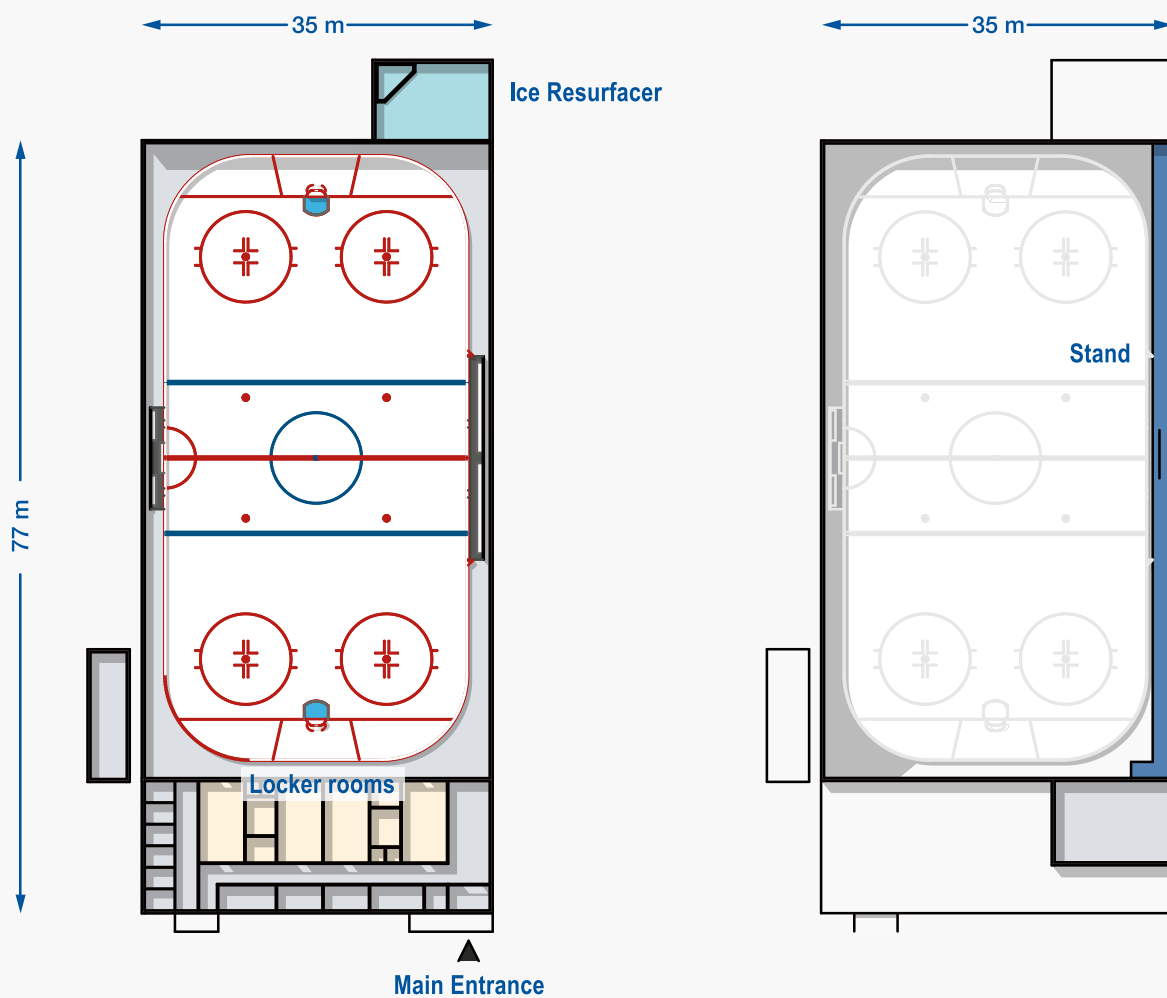 35 m
35 m
Ice Resurfacer
Stand
77 m
Locker rooms
Main Entrance